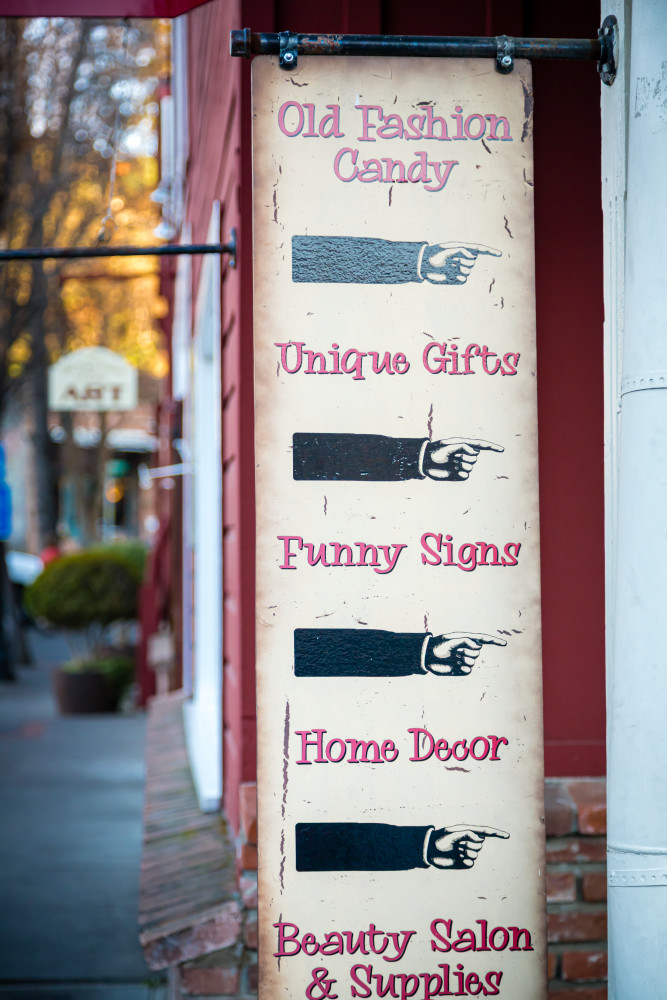 Old Fashion
Candy
Unique Gifts
Funny Signs
Home Decor
Beauty Salon
& Supplies
ART